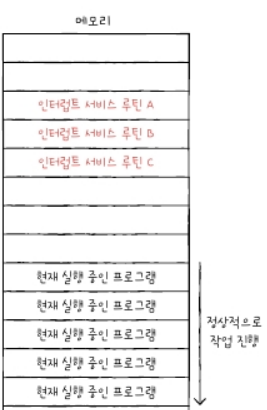 메모리
인터럽트 서비스 루틴 A
인터럽트 서비스 루틴 B
인터럽트 서비스 루틴 C
현재 실행 중인 프로그램
현재 실행 중인 프로그램
현재 실행 중인 프로그램
현재 실행 중인 프로그램
현재 실행 중인 프로그램
정상적으로
작업 진행